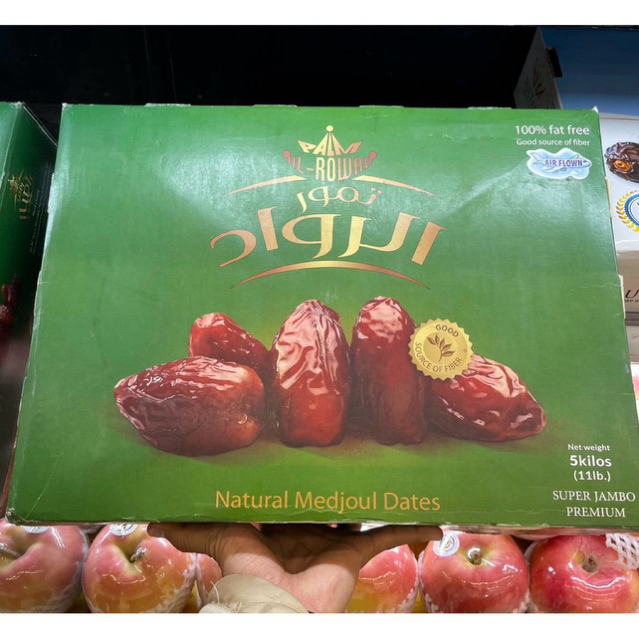 PALM
AL-ROWAD
تمور
الرواد
100% fat free
Good source of fiber
AIR FLOWN
GOOD
SOURCE OF FIBER
Net weight
5kilos
(11lb.)
SUPER JAMBO
PREMIUM
Natural Medjoul Dates